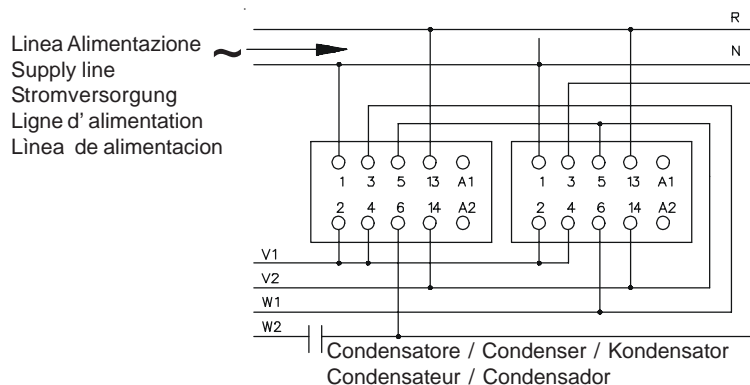 R
Linea Alimentazione
~
N
Supply line
Stromversorgung
Ligne d' alimentation
Lìnea de alimentacion
1 3 5 13 A1
2 4 6 14 A2
1 3 5 13 A1
2 4 6 14 A2
V1
V2
W1
W2
Condensatore / Condenser / Kondensator
Condensateur / Condensador